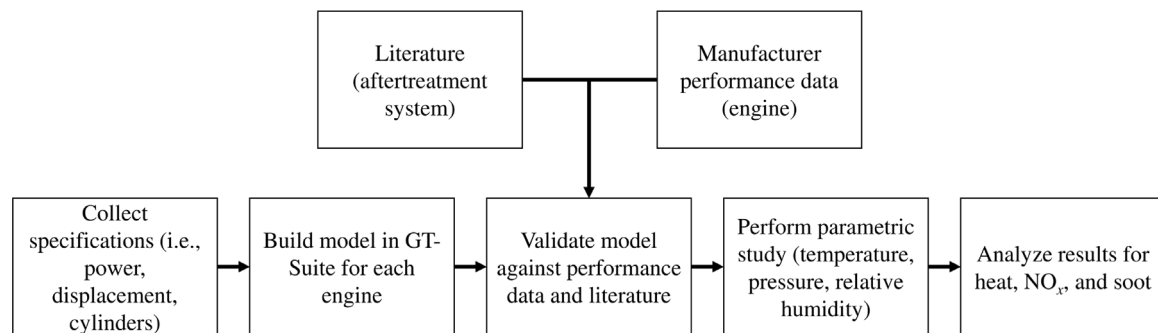 Literature
(aftertreatment
system)
Manufacturer
performance data
(engine)
Collect
specifications (i.e.,
power,
displacement,
cylinders)
Build model in GT-
Suite for each
engine
Validate model
against performance
data and literature
Perform parametric
study (temperature,
pressure, relative
humidity)
Analyze results for
heat, NOₓ, and soot